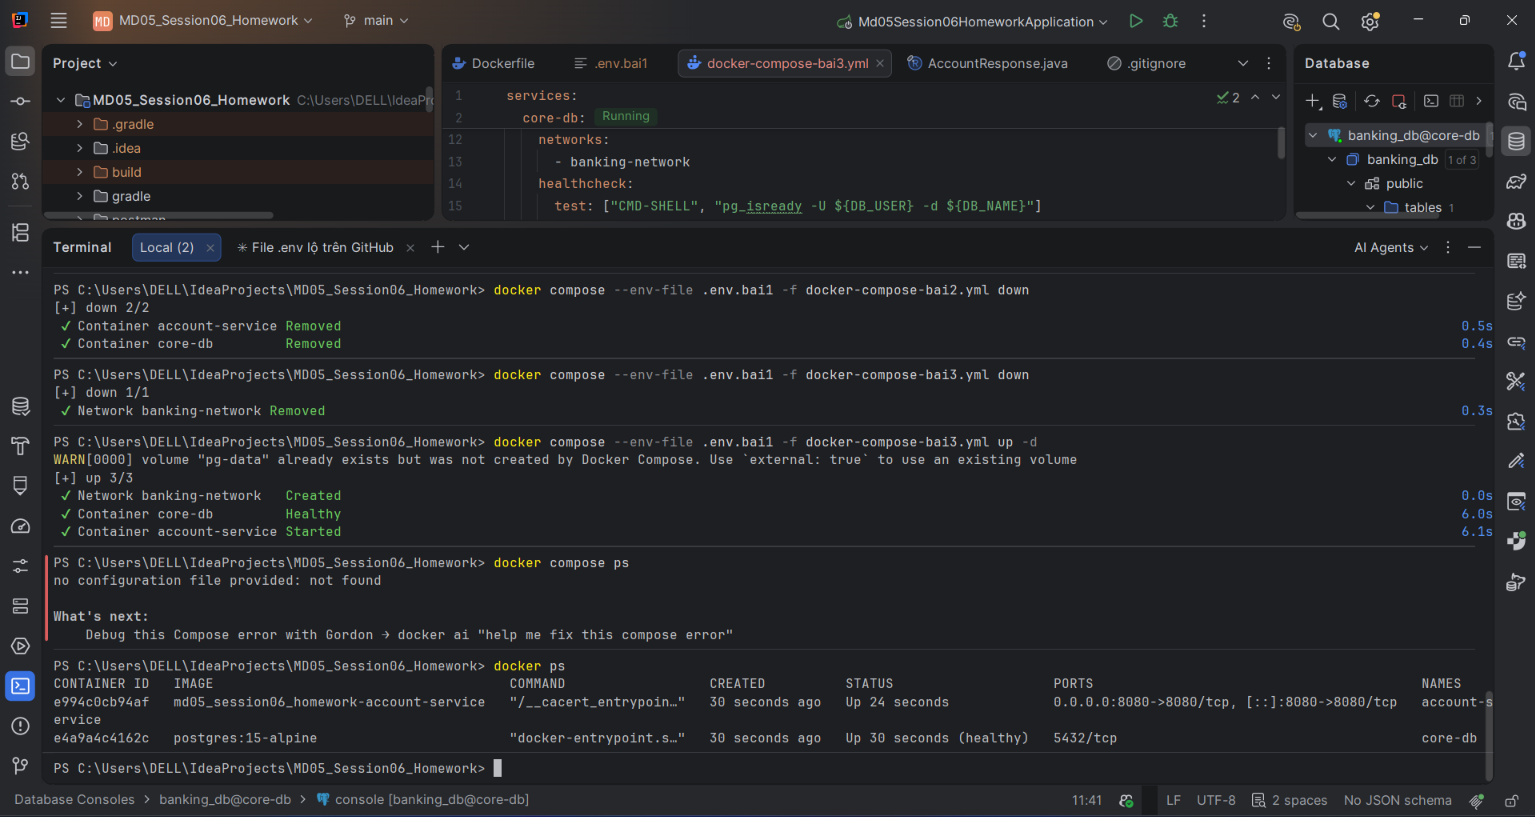 MD MD05_Session06_Homework main Md05Session06HomeworkApplication
Project
MD05_Session06_Homework C:\Users\DELL\IdeaPro
.gradle
.idea
build
gradle
postman
Dockerfile .env.bai1 docker-compose-bai3.yml AccountResponse.java .gitignore
1 services:
2 core-db: Running
12 networks:
13 - banking-network
14 healthcheck:
15 test: ["CMD-SHELL", "pg_isready -U ${DB_USER} -d ${DB_NAME}"]
2
Database
banking_db@core-db 1
banking_db 1 of 3
public
tables 1
Terminal Local (2) File .env lộ trên GitHub AI Agents
PS C:\Users\DELL\IdeaProjects\MD05_Session06_Homework> docker compose --env-file .env.bai1 -f docker-compose-bai2.yml down
[+] down 2/2
✓ Container account-service Removed 0.5s
✓ Container core-db Removed 0.4s
PS C:\Users\DELL\IdeaProjects\MD05_Session06_Homework> docker compose --env-file .env.bai1 -f docker-compose-bai3.yml down
[+] down 1/1
✓ Network banking-network Removed 0.3s
PS C:\Users\DELL\IdeaProjects\MD05_Session06_Homework> docker compose --env-file .env.bai1 -f docker-compose-bai3.yml up -d
WARN[0000] volume "pg-data" already exists but was not created by Docker Compose. Use `external: true` to use an existing volume
[+] up 3/3
✓ Network banking-network Created 0.0s
✓ Container core-db Healthy 6.0s
✓ Container account-service Started 6.1s
PS C:\Users\DELL\IdeaProjects\MD05_Session06_Homework> docker compose ps
no configuration file provided: not found
What's next:
Debug this Compose error with Gordon → docker ai "help me fix this compose error"
PS C:\Users\DELL\IdeaProjects\MD05_Session06_Homework> docker ps
CONTAINER ID IMAGE COMMAND CREATED STATUS PORTS NAMES
e994c0cb94af md05_session06_homework-account-service "/__cacert_entrypoin…" 30 seconds ago Up 24 seconds 0.0.0.0:8080->8080/tcp, [::]:8080->8080/tcp account-s
ervice
e4a9a4c4162c postgres:15-alpine "docker-entrypoint.s…" 30 seconds ago Up 30 seconds (healthy) 5432/tcp core-db
PS C:\Users\DELL\IdeaProjects\MD05_Session06_Homework>
Database Consoles > banking_db@core-db > console [banking_db@core-db] 11:41 LF UTF-8 2 spaces No JSON schema